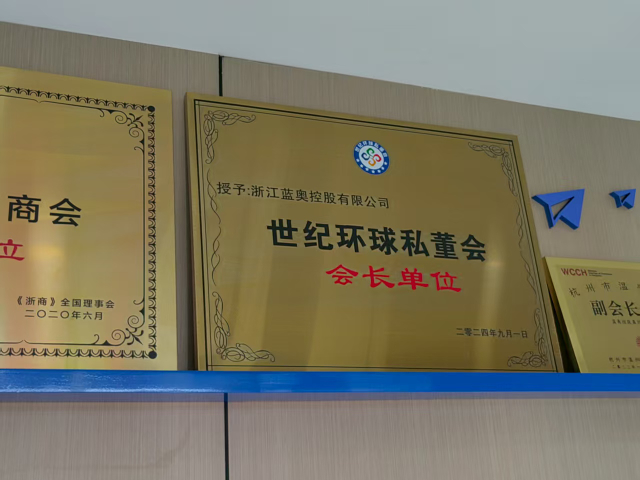 商会
立
《浙商》全国理事会
二〇二〇年六月
授予:浙江蓝奥控股有限公司
世纪环球私董会
会长单位
二零二四年九月一日
WCCH
杭州市温
副会长